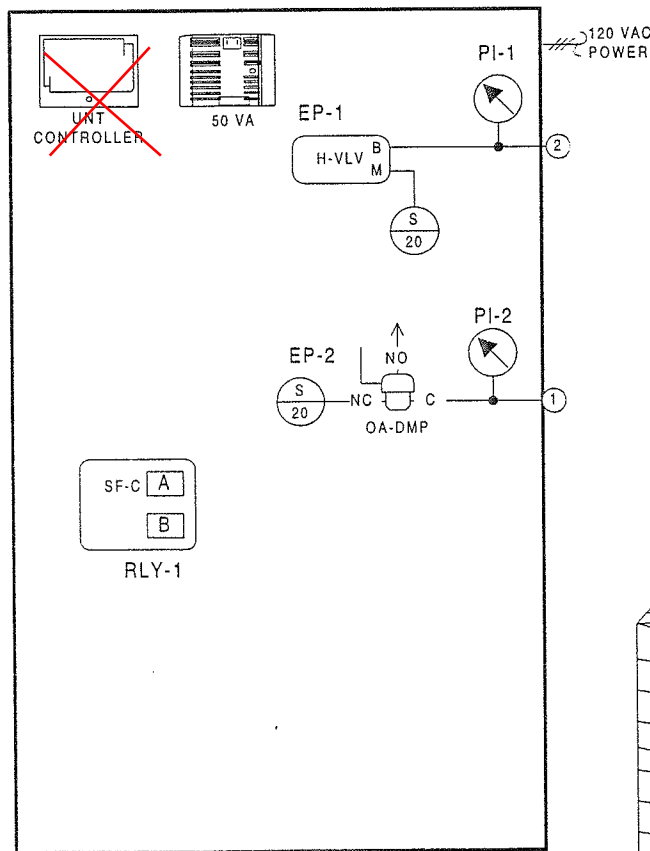 120 VAC
POWER
UNT
CONTROLLER
50 VA
PI-1
EP-1
H-VLV
B
M
2
S
20
PI-2
EP-2
NO
S
20
NC
C
1
OA-DMP
SF-C
A
B
RLY-1